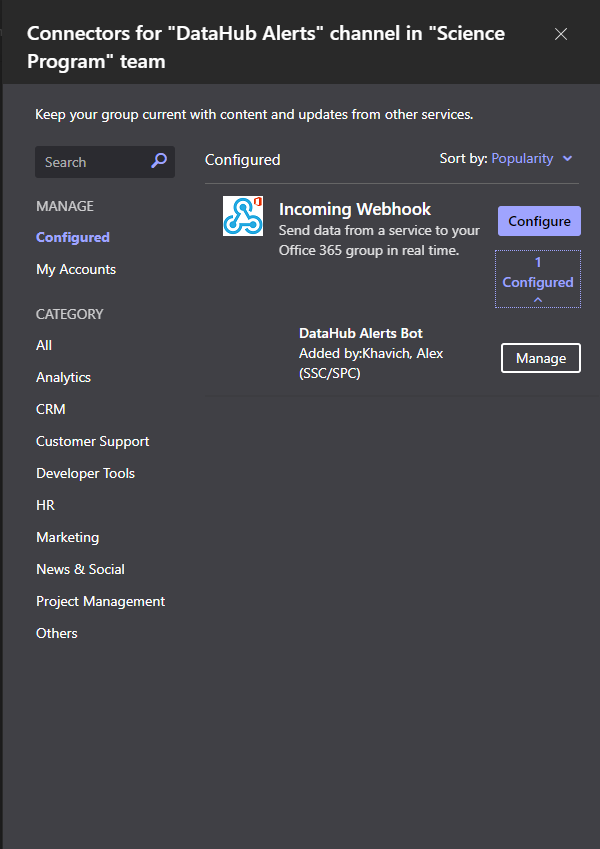 Connectors for "DataHub Alerts" channel in "Science
Program" team
Keep your group current with content and updates from other services.
Search
Configured
Sort by: Popularity
MANAGE
Configured
My Accounts
CATEGORY
All
Analytics
CRM
Customer Support
Developer Tools
HR
Marketing
News & Social
Project Management
Others
Incoming Webhook
Send data from a service to your
Office 365 group in real time.
Configure
1
Configured
DataHub Alerts Bot
Added by:Khavich, Alex
(SSC/SPC)
Manage